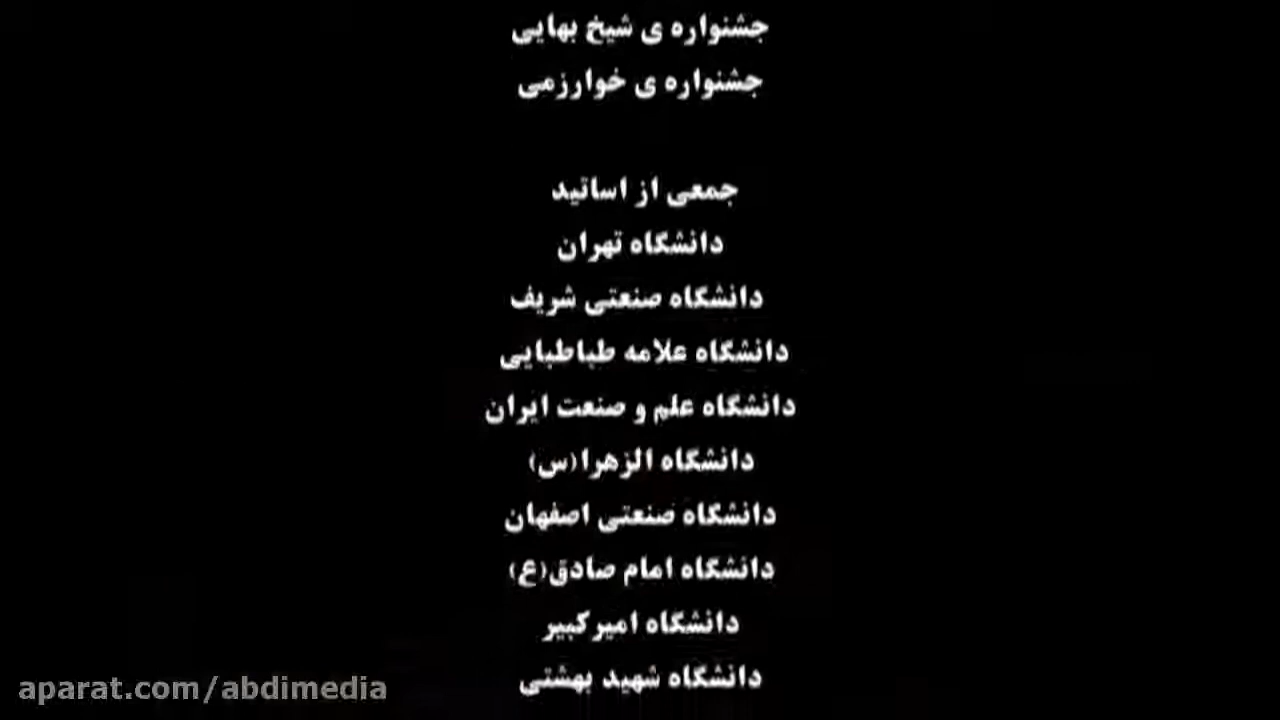 جشنواره ی شیخ بهایی
جشنواره ی خوارزمی
جمعی از اساتید
دانشگاه تهران
دانشگاه صنعتی شریف
دانشگاه علامه طباطبایی
دانشگاه علم و صنعت ایران
دانشگاه الزهرا(س)
دانشگاه صنعتی اصفهان
دانشگاه امام صادق(ع)
دانشگاه امیرکبیر
دانشگاه شهید بهشتی
aparat.com/abdimedia